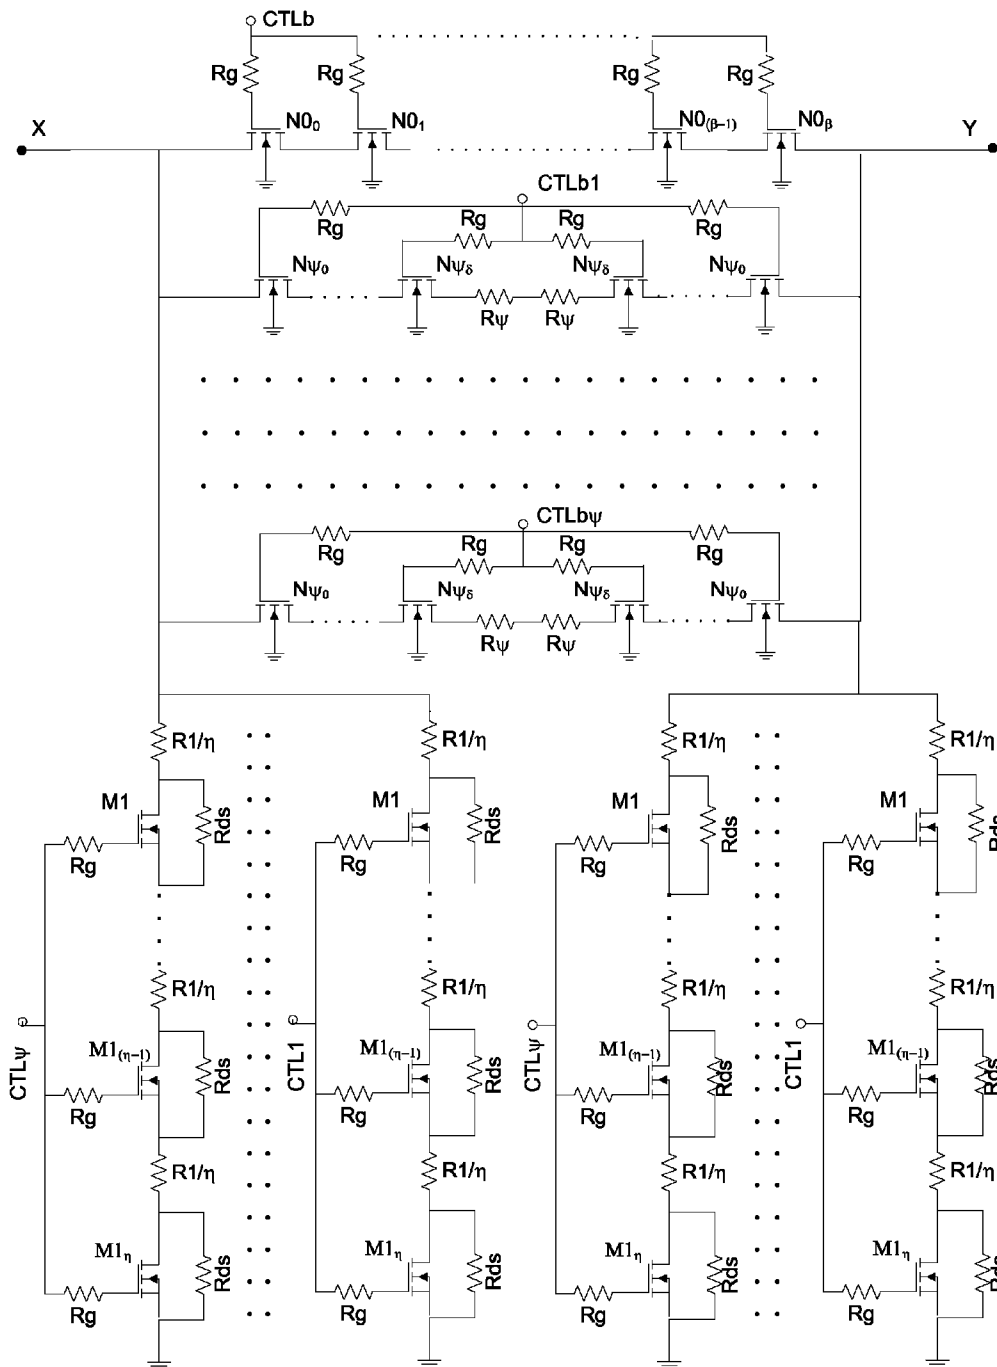 CTLb
Rg Rg Rg Rg
X N0₀ N0₁ N0₍β₋₁₎ N0ᵦ Y
CTLb1
Rg Rg Rg Rg
Nψ₀ Nψδ Nψδ Nψ₀
Rψ Rψ
CTLbψ
Rg Rg Rg Rg
Nψ₀ Nψδ Nψδ Nψ₀
Rψ Rψ
R1/η R1/η R1/η R1/η
M1 M1 M1 M1
Rds Rds Rds Rds
Rg Rg Rg Rg
R1/η R1/η R1/η R1/η
CTLψ CTL1 CTLψ CTL1
M1(η-1) M1(η-1) M1(η-1) M1(η-1)
Rds Rds Rds Rds
Rg Rg Rg Rg
R1/η R1/η R1/η R1/η
M1η M1η M1η M1η
Rds Rds Rds Rds
Rg Rg Rg Rg